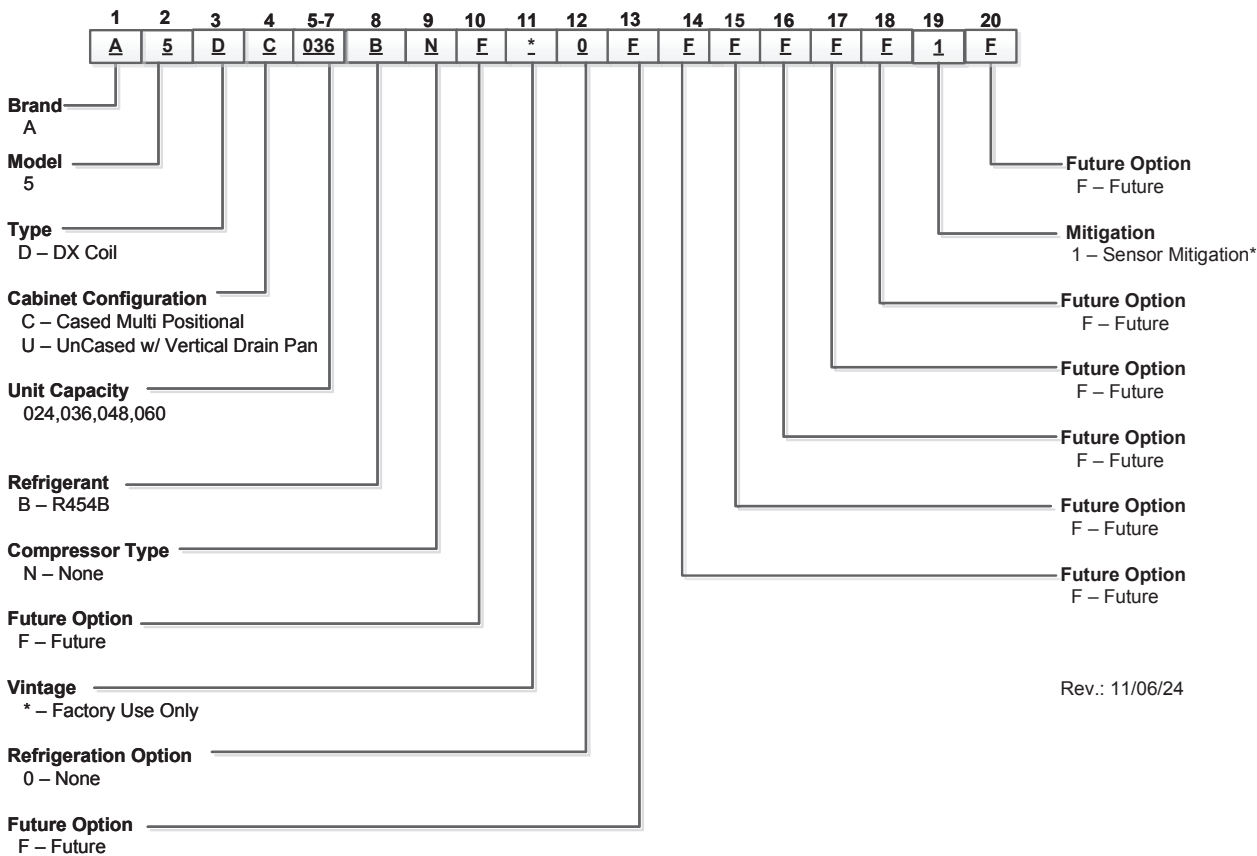 1 2 3 4 5-7 8 9 10 11 12 13 14 15 16 17 18 19 20
A 5 D C 036 B N F * 0 F F F F F F 1 F
Brand
A
Model
5
Type
D – DX Coil
Cabinet Configuration
C – Cased Multi Positional
U – UnCased w/ Vertical Drain Pan
Unit Capacity
024,036,048,060
Refrigerant
B – R454B
Compressor Type
N – None
Future Option
F – Future
Vintage
* – Factory Use Only
Refrigeration Option
0 – None
Future Option
F – Future
Future Option
F – Future
Mitigation
1 – Sensor Mitigation*
Future Option
F – Future
Future Option
F – Future
Future Option
F – Future
Future Option
F – Future
Future Option
F – Future
Rev.: 11/06/24